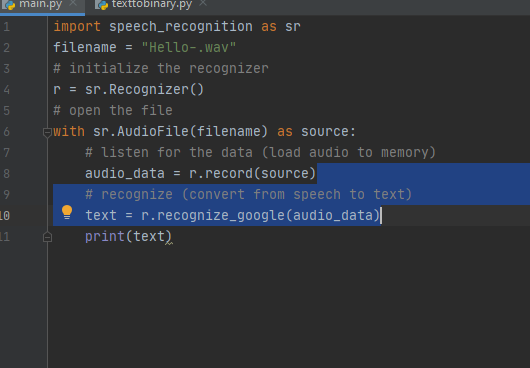 main.py texttobinary.py
1 import speech_recognition as sr
2 filename = "Hello-.wav"
3 # initialize the recognizer
4 r = sr.Recognizer()
5 # open the file
6 with sr.AudioFile(filename) as source:
7 # listen for the data (load audio to memory)
8 audio_data = r.record(source)
9 # recognize (convert from speech to text)
10 text = r.recognize_google(audio_data)
11 print(text)